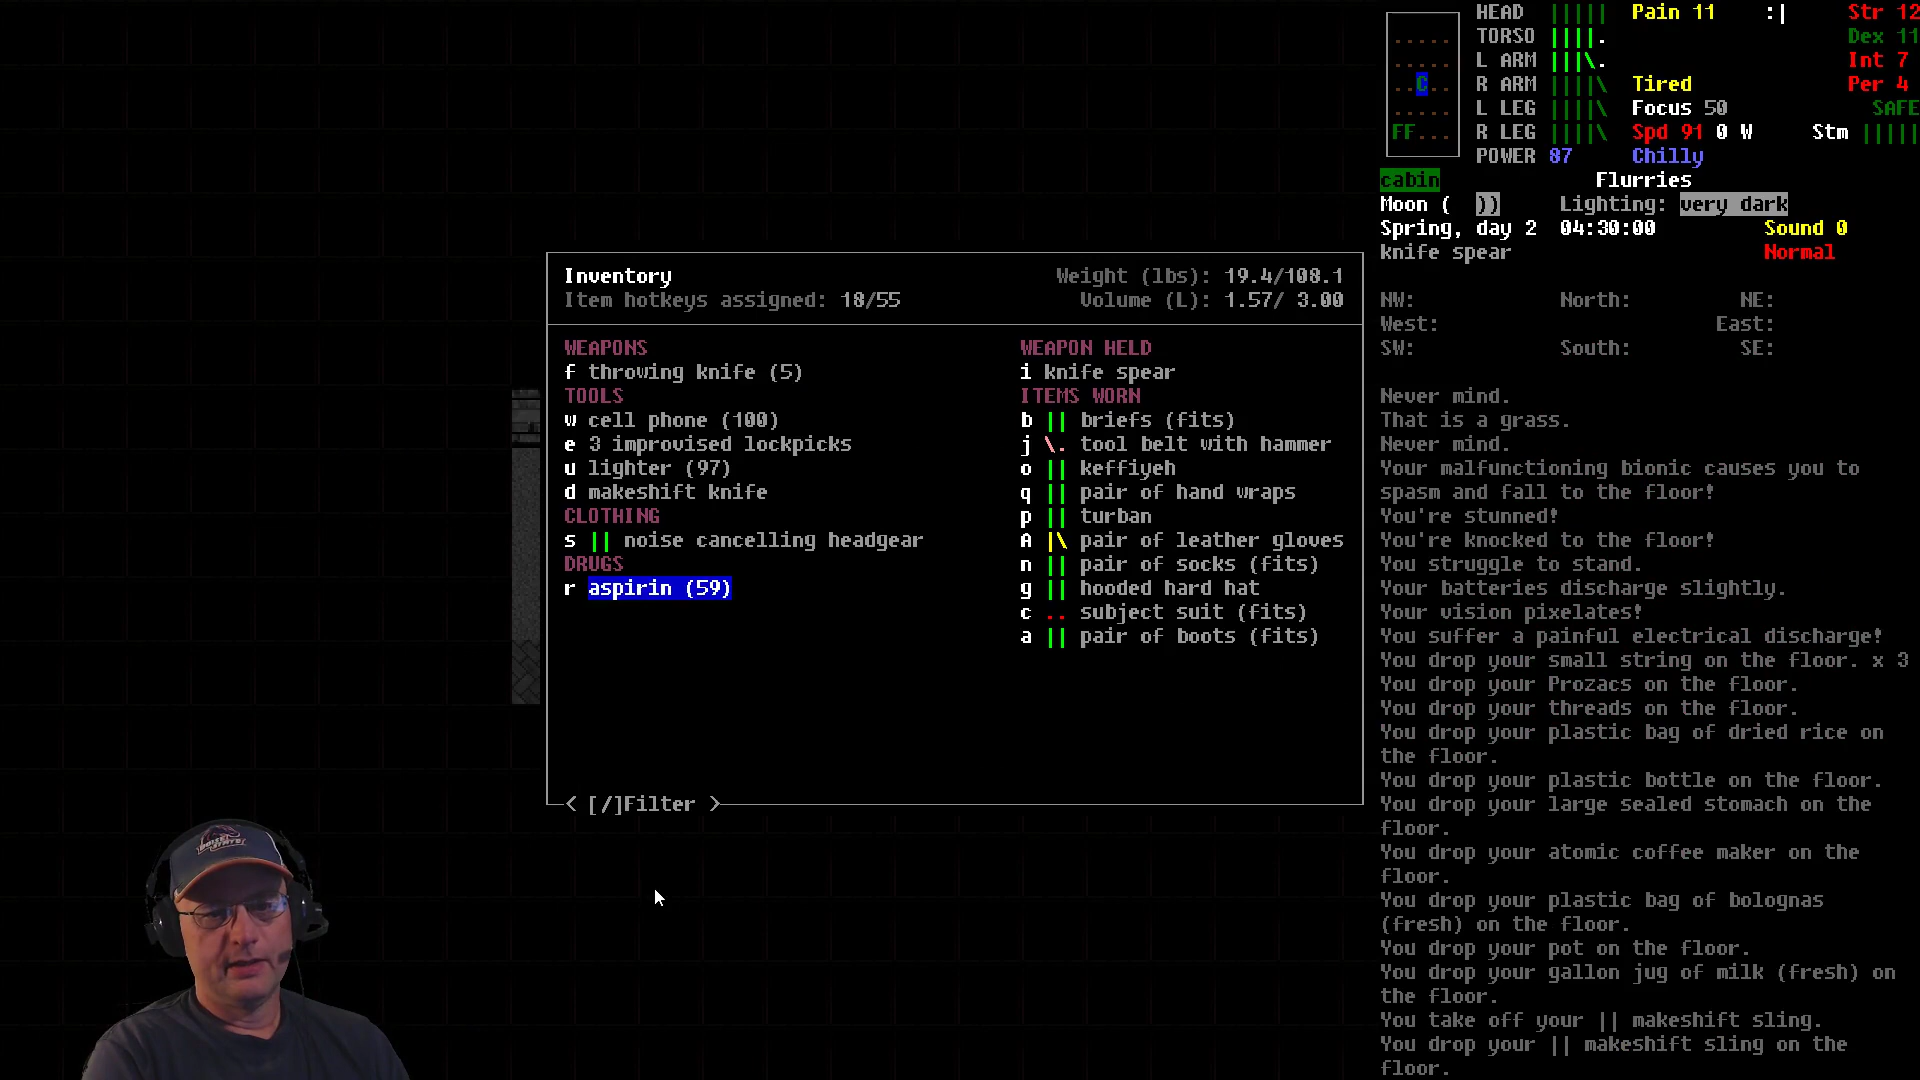 Inventory
Weight (lbs): 19.4/108.1
Item hotkeys assigned: 18/55
Volume (L): 1.57/ 3.00
WEAPONS
f throwing knife (5)
TOOLS
w cell phone (100)
e 3 improvised lockpicks
u lighter (97)
d makeshift knife
CLOTHING
s || noise cancelling headgear
DRUGS
r aspirin (59)
WEAPON HELD
i knife spear
ITEMS WORN
b || briefs (fits)
j \. tool belt with hammer
o || keffiyeh
q || pair of hand wraps
p || turban
A |\ pair of leather gloves
n || pair of socks (fits)
g || hooded hard hat
c .. subject suit (fits)
a || pair of boots (fits)
< [/]Filter >
.....
.....
..C..
.....
FF...
HEAD ||||| Pain 11 :| Str 12
TORSO ||||. Dex 11
L ARM |||\. Int 7
R ARM ||||\ Tired Per 4
L LEG ||||\ Focus 50 SAFE
R LEG ||||\ Spd 91 0 W Stm |||||
POWER 87 Chilly
cabin Flurries
Moon ( )) Lighting: very dark
Spring, day 2 04:30:00 Sound 0
knife spear Normal
NW: North: NE:
West: East:
SW: South: SE:
Never mind.
That is a grass.
Never mind.
Your malfunctioning bionic causes you to
spasm and fall to the floor!
You're stunned!
You're knocked to the floor!
You struggle to stand.
Your batteries discharge slightly.
Your vision pixelates!
You suffer a painful electrical discharge!
You drop your small string on the floor. x 3
You drop your Prozacs on the floor.
You drop your threads on the floor.
You drop your plastic bag of dried rice on
the floor.
You drop your plastic bottle on the floor.
You drop your large sealed stomach on the
floor.
You drop your atomic coffee maker on the
floor.
You drop your plastic bag of bolognas
(fresh) on the floor.
You drop your pot on the floor.
You drop your gallon jug of milk (fresh) on
the floor.
You take off your || makeshift sling.
You drop your || makeshift sling on the
floor.